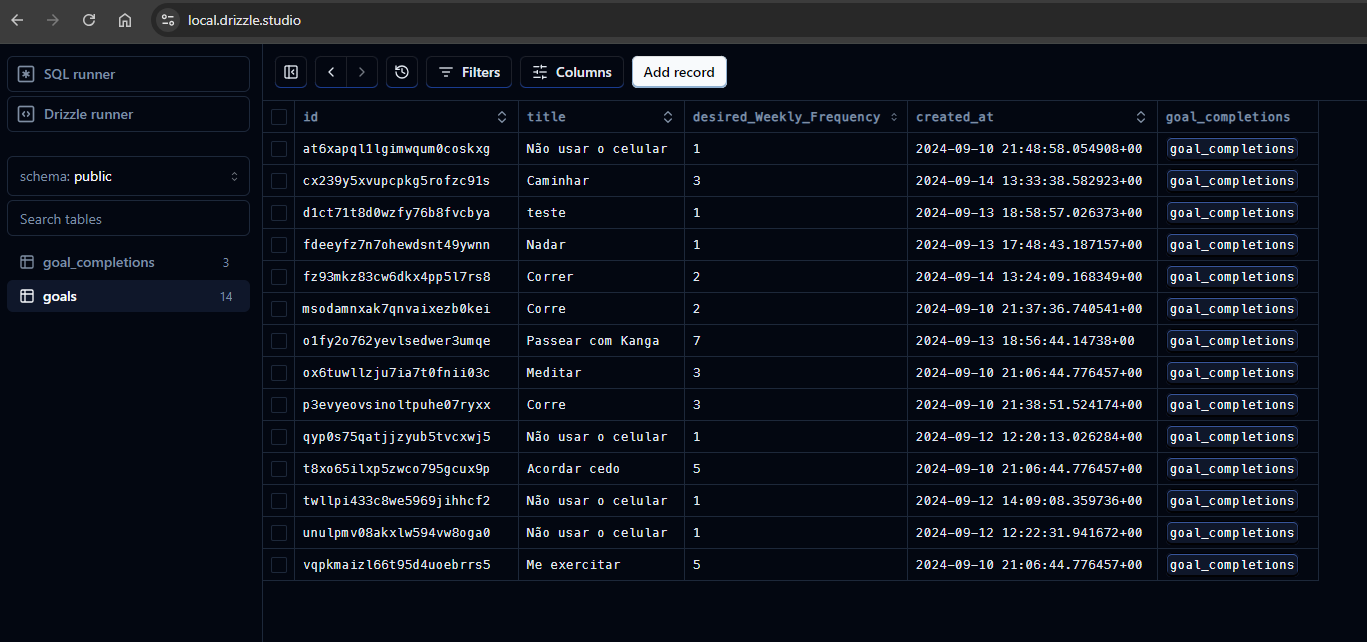 local.drizzle.studio
SQL runner
Drizzle runner
schema: public
Search tables
goal_completions 3
goals 14
Filters Columns Add record
id title desired_Weekly_Frequency created_at goal_completions
at6xapql1lgimwqum0coskxg Não usar o celular 1 2024-09-10 21:48:58.054908+00 goal_completions
cx239y5xvupcpkg5rofzc91s Caminhar 3 2024-09-14 13:33:38.582923+00 goal_completions
d1ct71t8d0wzfy76b8fvcbya teste 1 2024-09-13 18:58:57.026373+00 goal_completions
fdeeyfz7n7ohewdsnt49ywnn Nadar 1 2024-09-13 17:48:43.187157+00 goal_completions
fz93mkz83cw6dkx4pp5l7rs8 Correr 2 2024-09-14 13:24:09.168349+00 goal_completions
msodamnxak7qnvaixezb0kei Corre 2 2024-09-10 21:37:36.740541+00 goal_completions
o1fy2o762yevlsedwer3umqe Passear com Kanga 7 2024-09-13 18:56:44.14738+00 goal_completions
ox6tuwllzju7ia7t0fnii03c Meditar 3 2024-09-10 21:06:44.776457+00 goal_completions
p3evyeovsinoltpuhe07ryxx Corre 3 2024-09-10 21:38:51.524174+00 goal_completions
qyp0s75qatjjzyub5tvcxwj5 Não usar o celular 1 2024-09-12 12:20:13.026284+00 goal_completions
t8xo65ilxp5zwco795gcux9p Acordar cedo 5 2024-09-10 21:06:44.776457+00 goal_completions
twllpi433c8we5969jihhcf2 Não usar o celular 1 2024-09-12 14:09:08.359736+00 goal_completions
unulpmv08akxlw594vw8oga0 Não usar o celular 1 2024-09-12 12:22:31.941672+00 goal_completions
vqpkmaizl66t95d4uoebrrs5 Me exercitar 5 2024-09-10 21:06:44.776457+00 goal_completions